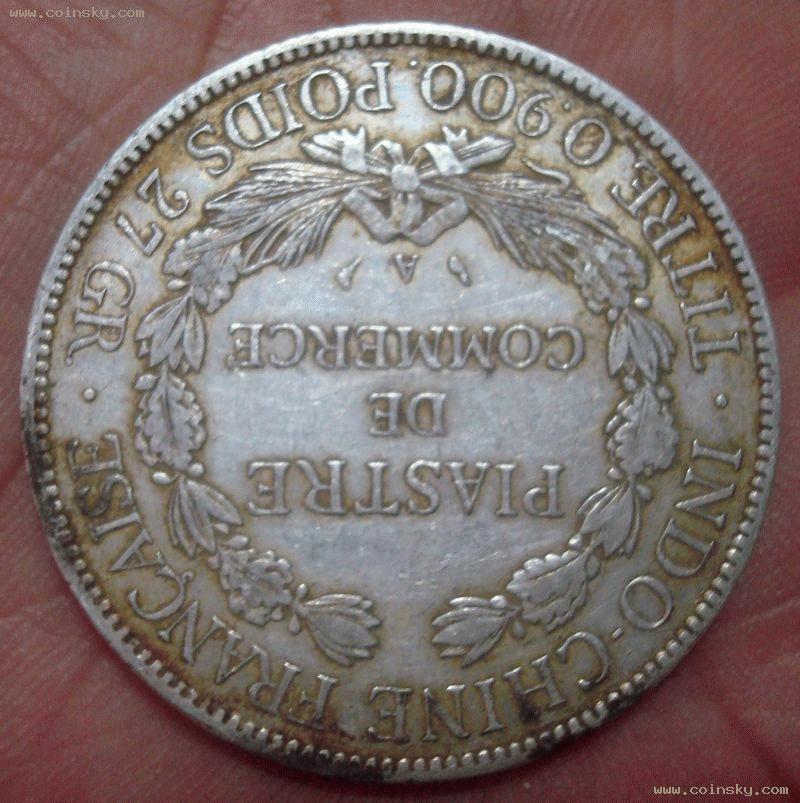 www.coinsky.com
INDO-CHINE FRANÇAISE
PIASTRE
DE
COMMERCE
A
· TITRE 0.900. POIDS 27 GR ·
www.coinsky.com